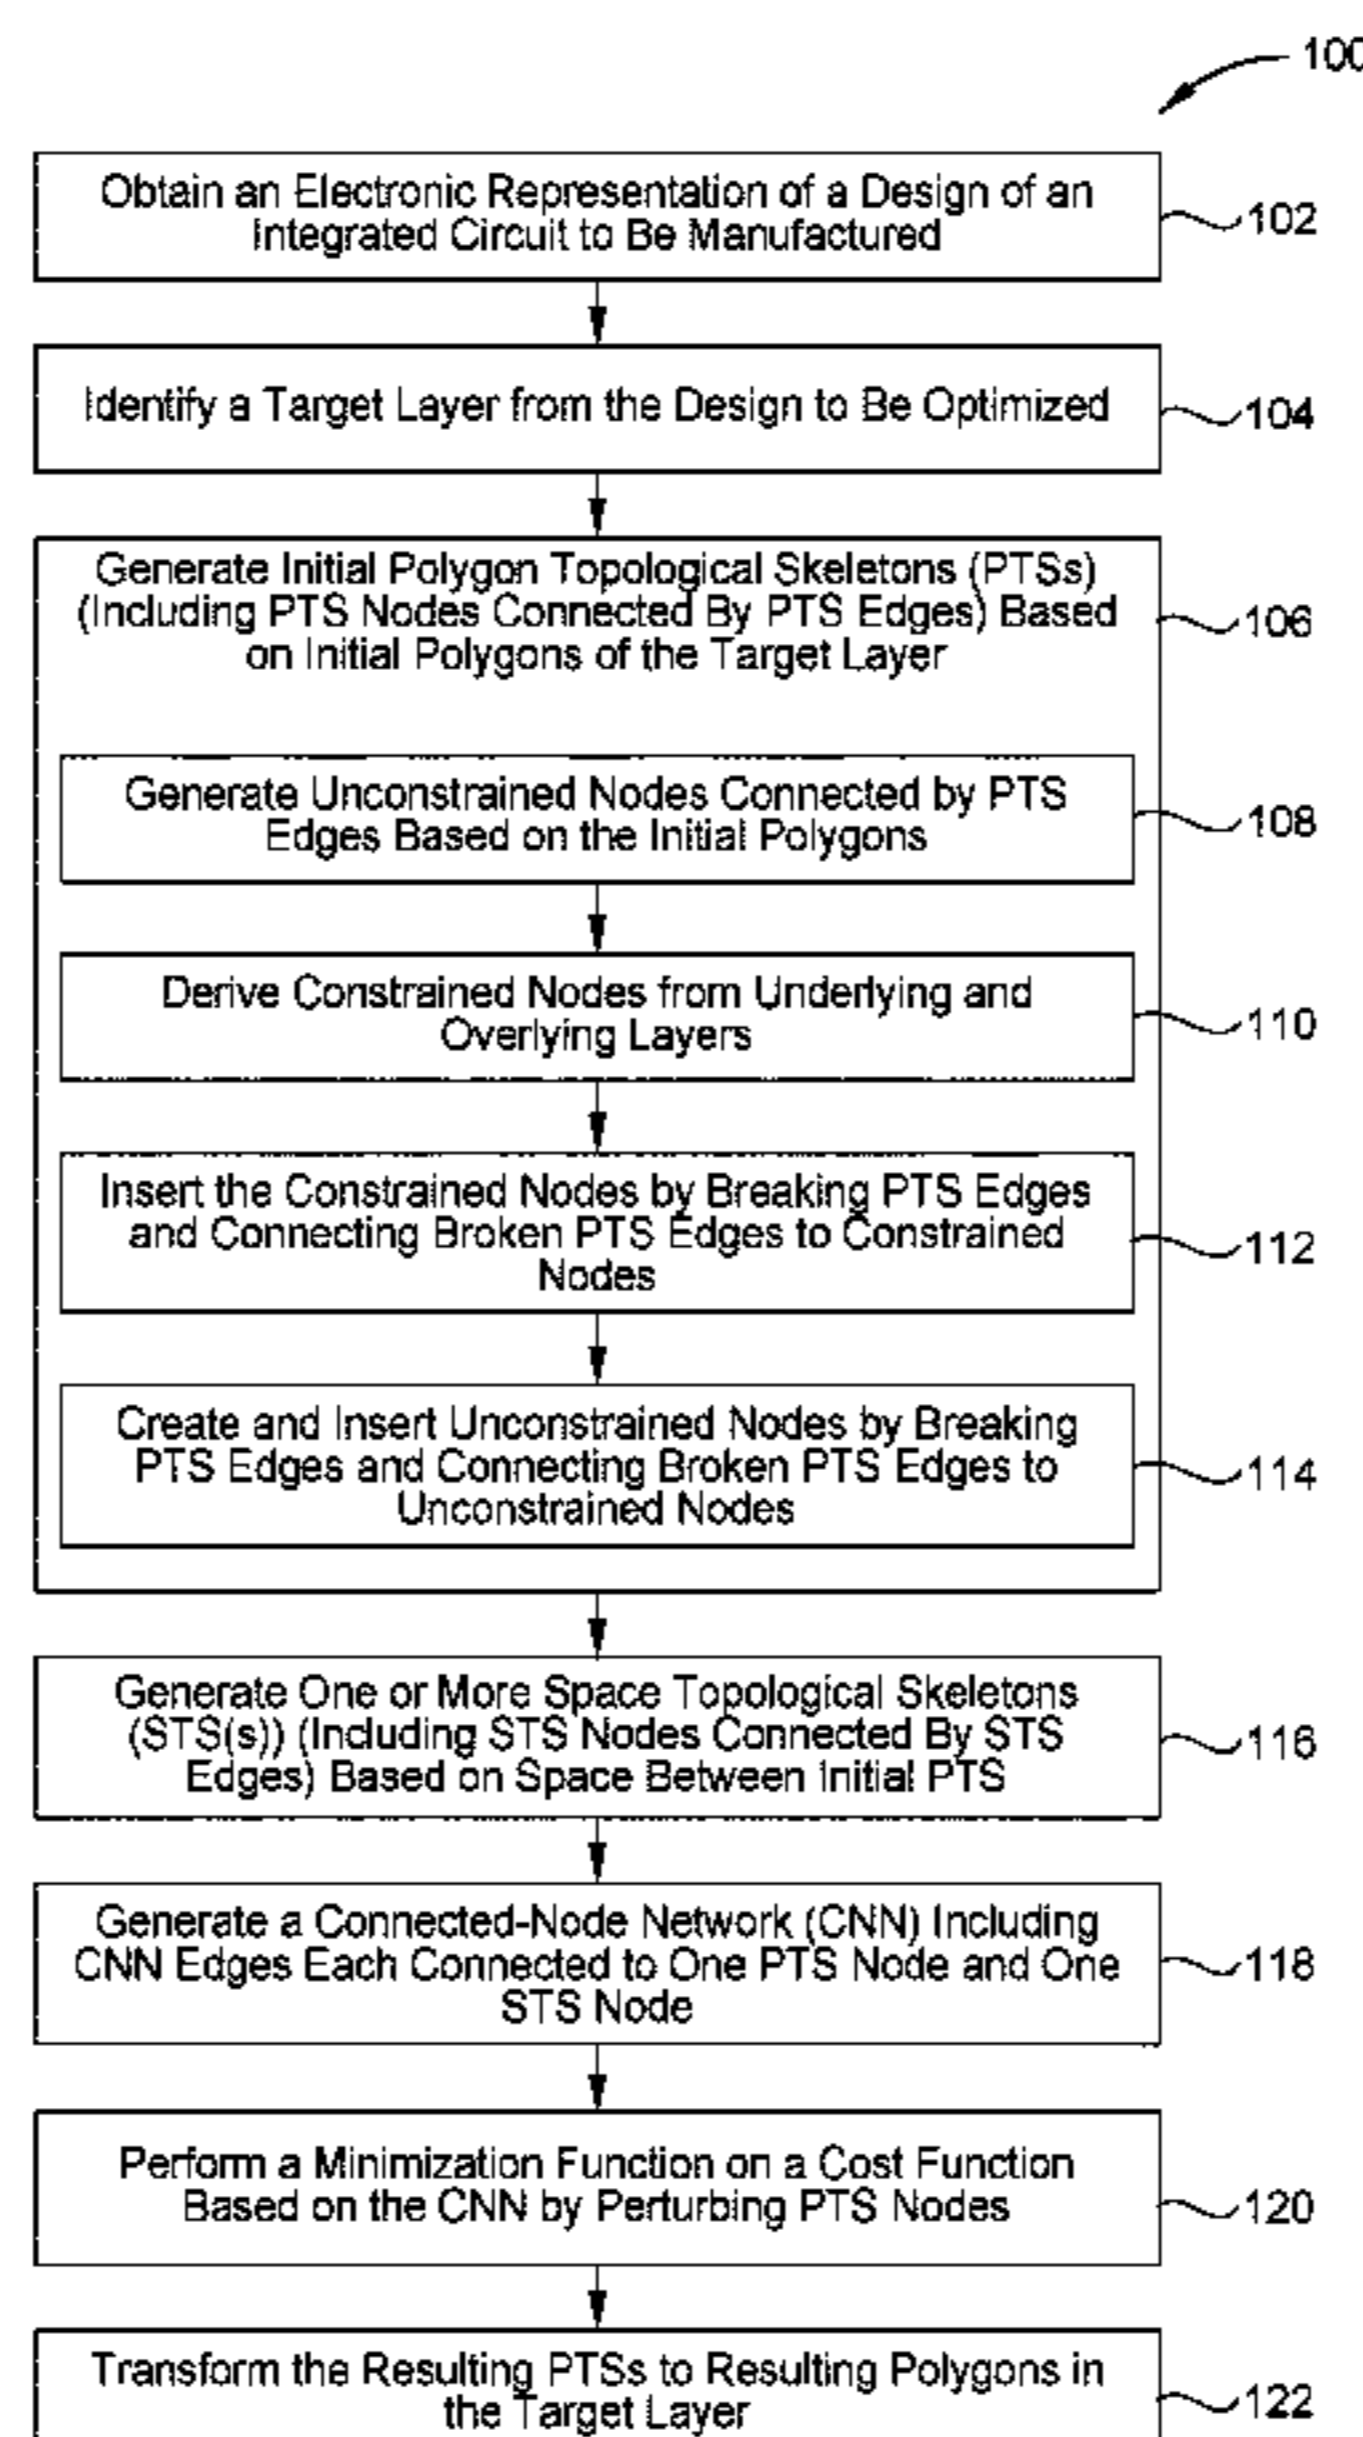 100
Obtain an Electronic Representation of a Design of an
Integrated Circuit to Be Manufactured
102
Identify a Target Layer from the Design to Be Optimized
104
Generate Initial Polygon Topological Skeletons (PTSs)
(Including PTS Nodes Connected By PTS Edges) Based
on Initial Polygons of the Target Layer
106
Generate Unconstrained Nodes Connected by PTS
Edges Based on the Initial Polygons
108
Derive Constrained Nodes from Underlying and
Overlying Layers
110
Insert the Constrained Nodes by Breaking PTS Edges
and Connecting Broken PTS Edges to Constrained
Nodes
112
Create and Insert Unconstrained Nodes by Breaking
PTS Edges and Connecting Broken PTS Edges to
Unconstrained Nodes
114
Generate One or More Space Topological Skeletons
(STS(s)) (Including STS Nodes Connected By STS
Edges) Based on Space Between Initial PTS
116
Generate a Connected-Node Network (CNN) Including
CNN Edges Each Connected to One PTS Node and One
STS Node
118
Perform a Minimization Function on a Cost Function
Based on the CNN by Perturbing PTS Nodes
120
Transform the Resulting PTSs to Resulting Polygons in
the Target Layer
122